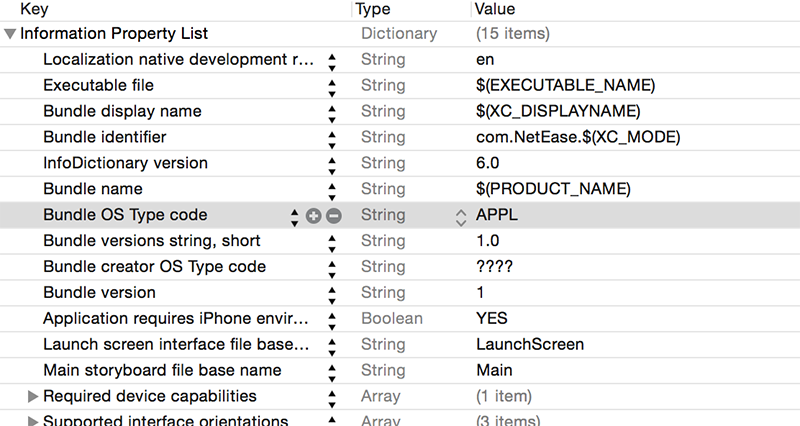 Key Type Value
Information Property List Dictionary (15 items)
Localization native development r... String en
Executable file String $(EXECUTABLE_NAME)
Bundle display name String $(XC_DISPLAYNAME)
Bundle identifier String com.NetEase.$(XC_MODE)
InfoDictionary version String 6.0
Bundle name String $(PRODUCT_NAME)
Bundle OS Type code String APPL
Bundle versions string, short String 1.0
Bundle creator OS Type code String ????
Bundle version String 1
Application requires iPhone envir... Boolean YES
Launch screen interface file base... String LaunchScreen
Main storyboard file base name String Main
Required device capabilities Array (1 item)
Supported interface orientations Array (3 items)